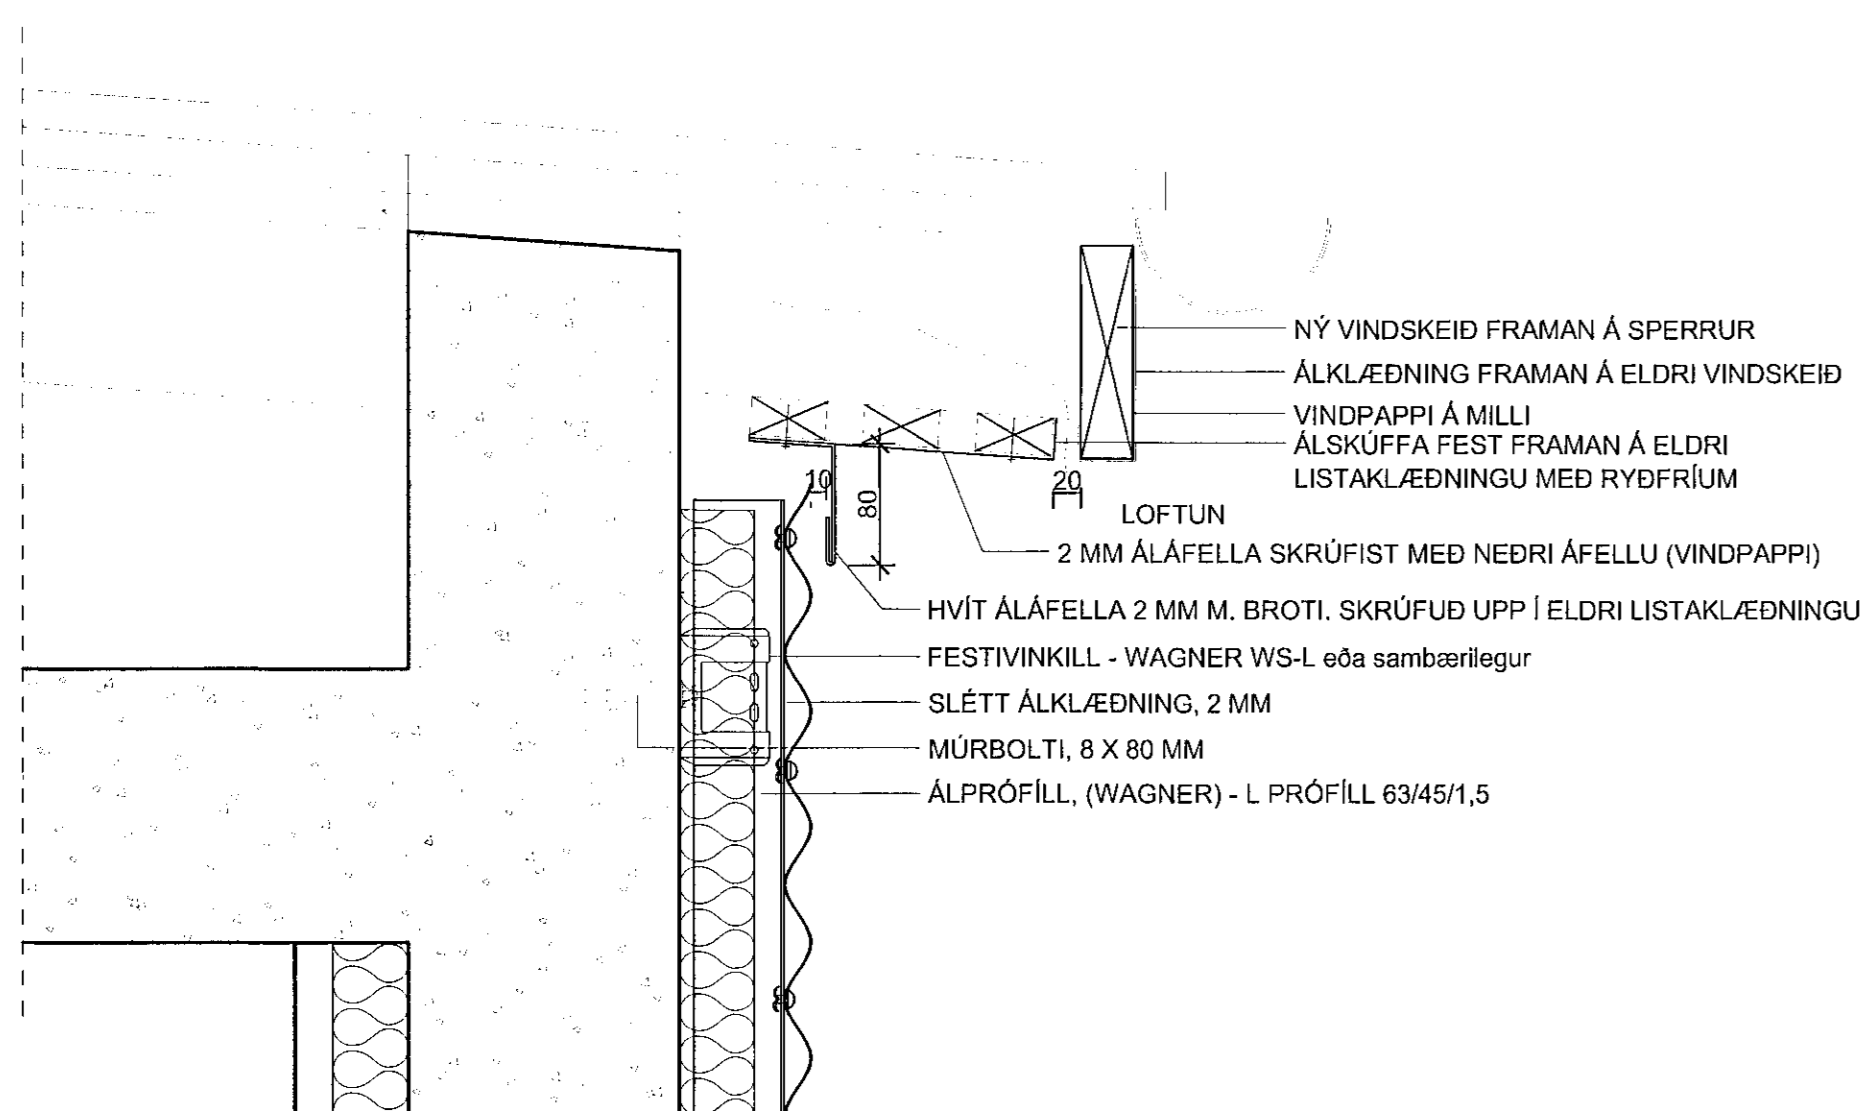 NÝ VINDSKEIÐ FRAMAN Á SPERRUR
ÁLKLÆÐNING FRAMAN Á ELDRI VINDSKEIÐ
VINDPAPPI Á MILLI
ÁLSKÚFFA FEST FRAMAN Á ELDRI
LISTAKLÆÐNINGU MEÐ RYÐFRÍUM
10
80
20
LOFTUN
2 MM ÁLÁFELLA SKRÚFIST MEÐ NEÐRI ÁFELLU (VINDPAPPI)
HVÍT ÁLÁFELLA 2 MM M. BROTI. SKRÚFUÐ UPP Í ELDRI LISTAKLÆÐNINGU
FESTIVINKILL - WAGNER WS-L eða sambærilegur
SLÉTT ÁLKLÆÐNING, 2 MM
MÚRBOLTI, 8 X 80 MM
ÁLPRÓFÍLL, (WAGNER) - L PRÓFÍLL 63/45/1,5